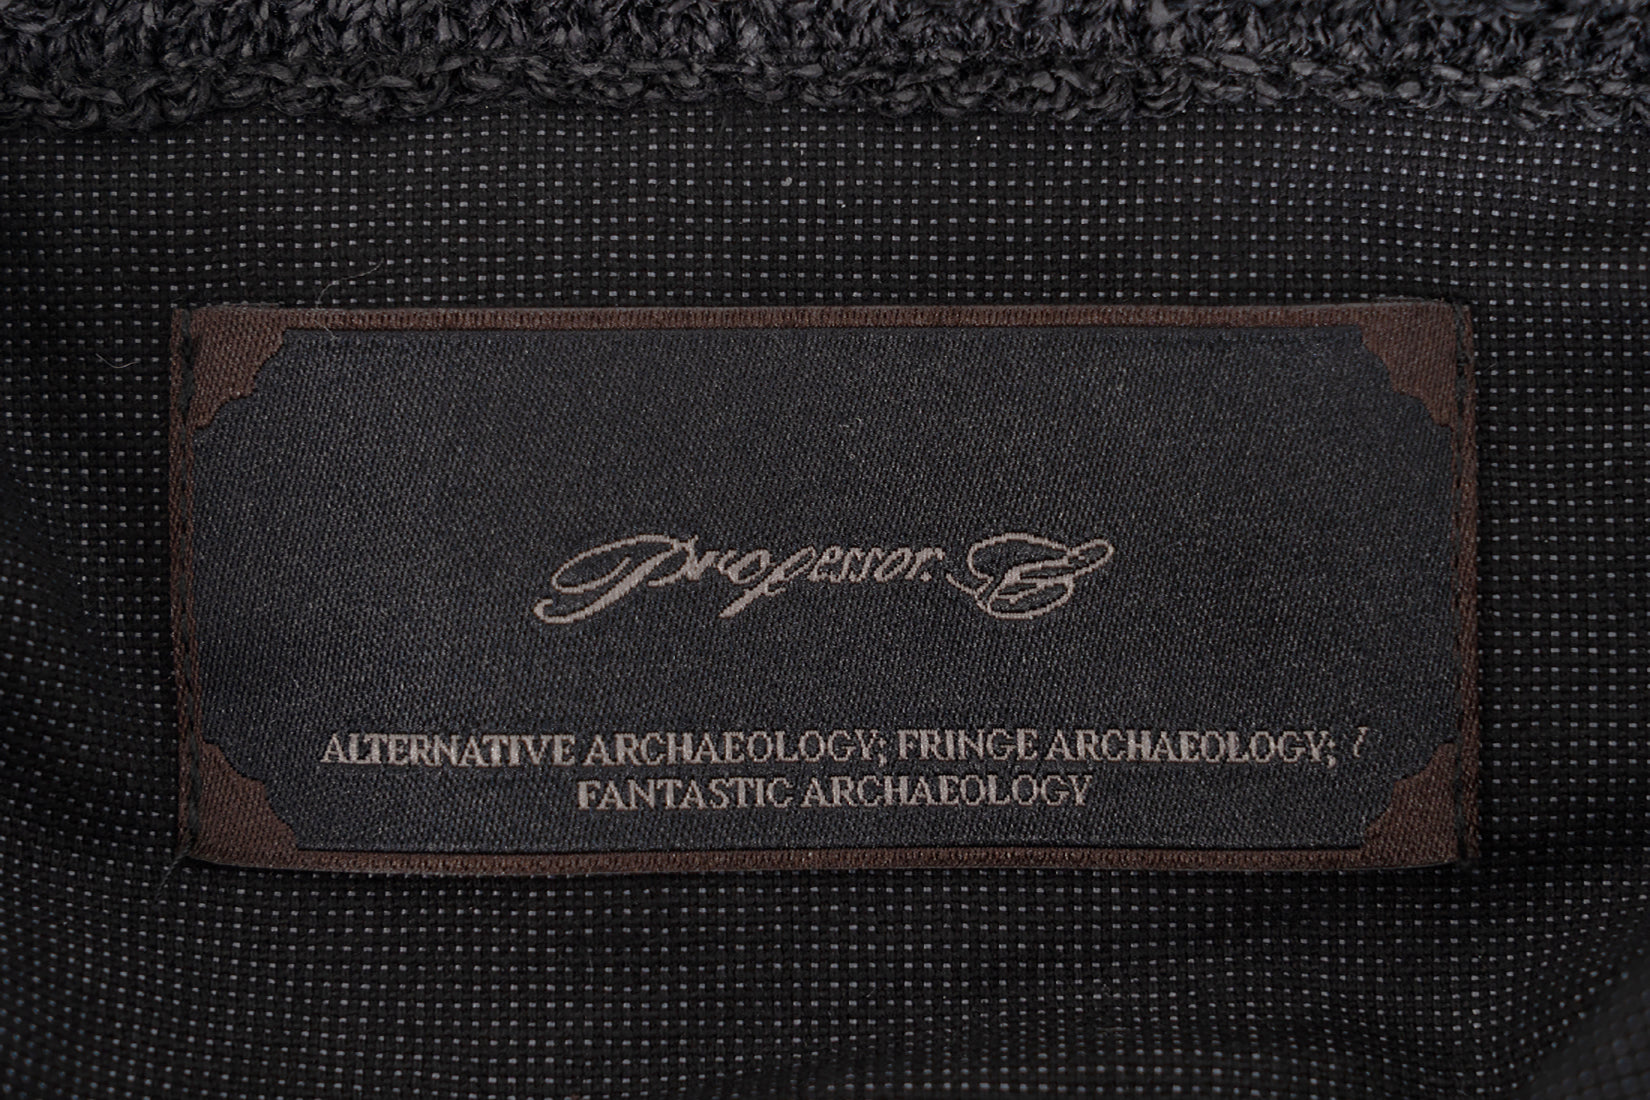 Professor. E
ALTERNATIVE ARCHAEOLOGY; FRINGE ARCHAEOLOGY;
FANTASTIC ARCHAEOLOGY